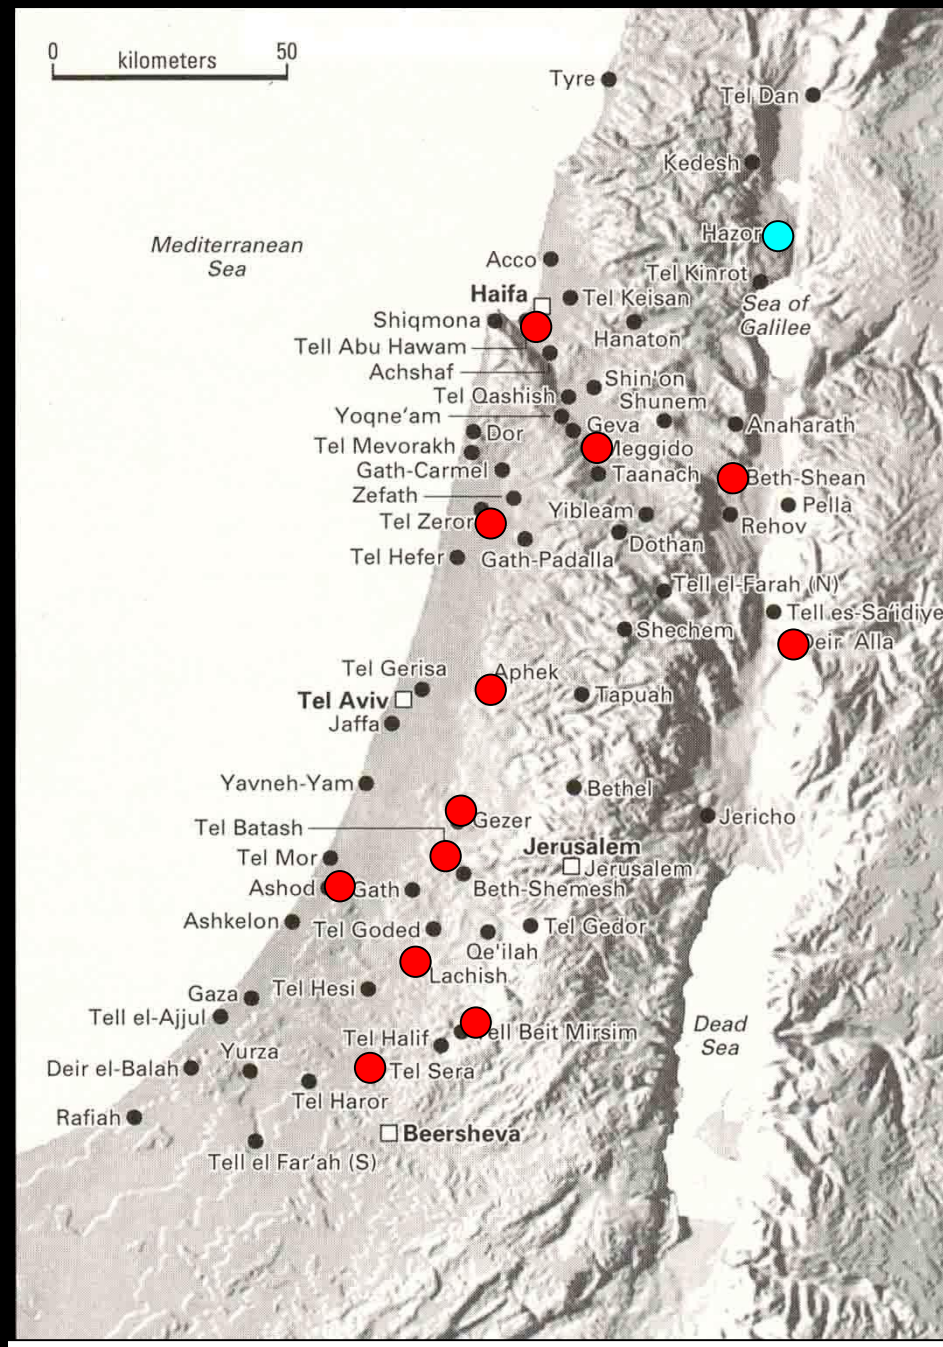 0 50
kilometers
Tyre
Tel Dan
Kedesh
Hazor
Mediterranean
Sea
Acco
Tel Kinrot
Haifa
Tel Keisan
Sea of
Galilee
Shiqmona
Hanaton
Tell Abu Hawam
Achshaf
Shin'on
Tel Qashish
Shunem
Yoqne'am
Geva
Anaharath
Dor
Tel Mevorakh
Meggido
Gath-Carmel
Taanach
Beth-Shean
Zefath
Pella
Yibleam
Tel Zeror
Rehov
Dothan
Tel Hefer
Gath-Padalla
Tell el-Farah (N)
Tell es-Sa'idiye
Shechem
Deir Alla
Tel Gerisa
Aphek
Tel Aviv
Tapuah
Jaffa
Yavneh-Yam
Bethel
Jericho
Gezer
Tel Batash
Jerusalem
Tel Mor
Jerusalem
Ashod
Gath
Beth-Shemesh
Ashkelon
Tel Goded
Tel Gedor
Qe'ilah
Lachish
Tel Hesi
Gaza
Tell el-Ajjul
Dead
Sea
Tel Halif
Tell Beit Mirsim
Yurza
Deir el-Balah
Tel Sera
Tel Haror
Rafiah
Beersheva
Tell el Far'ah (S)